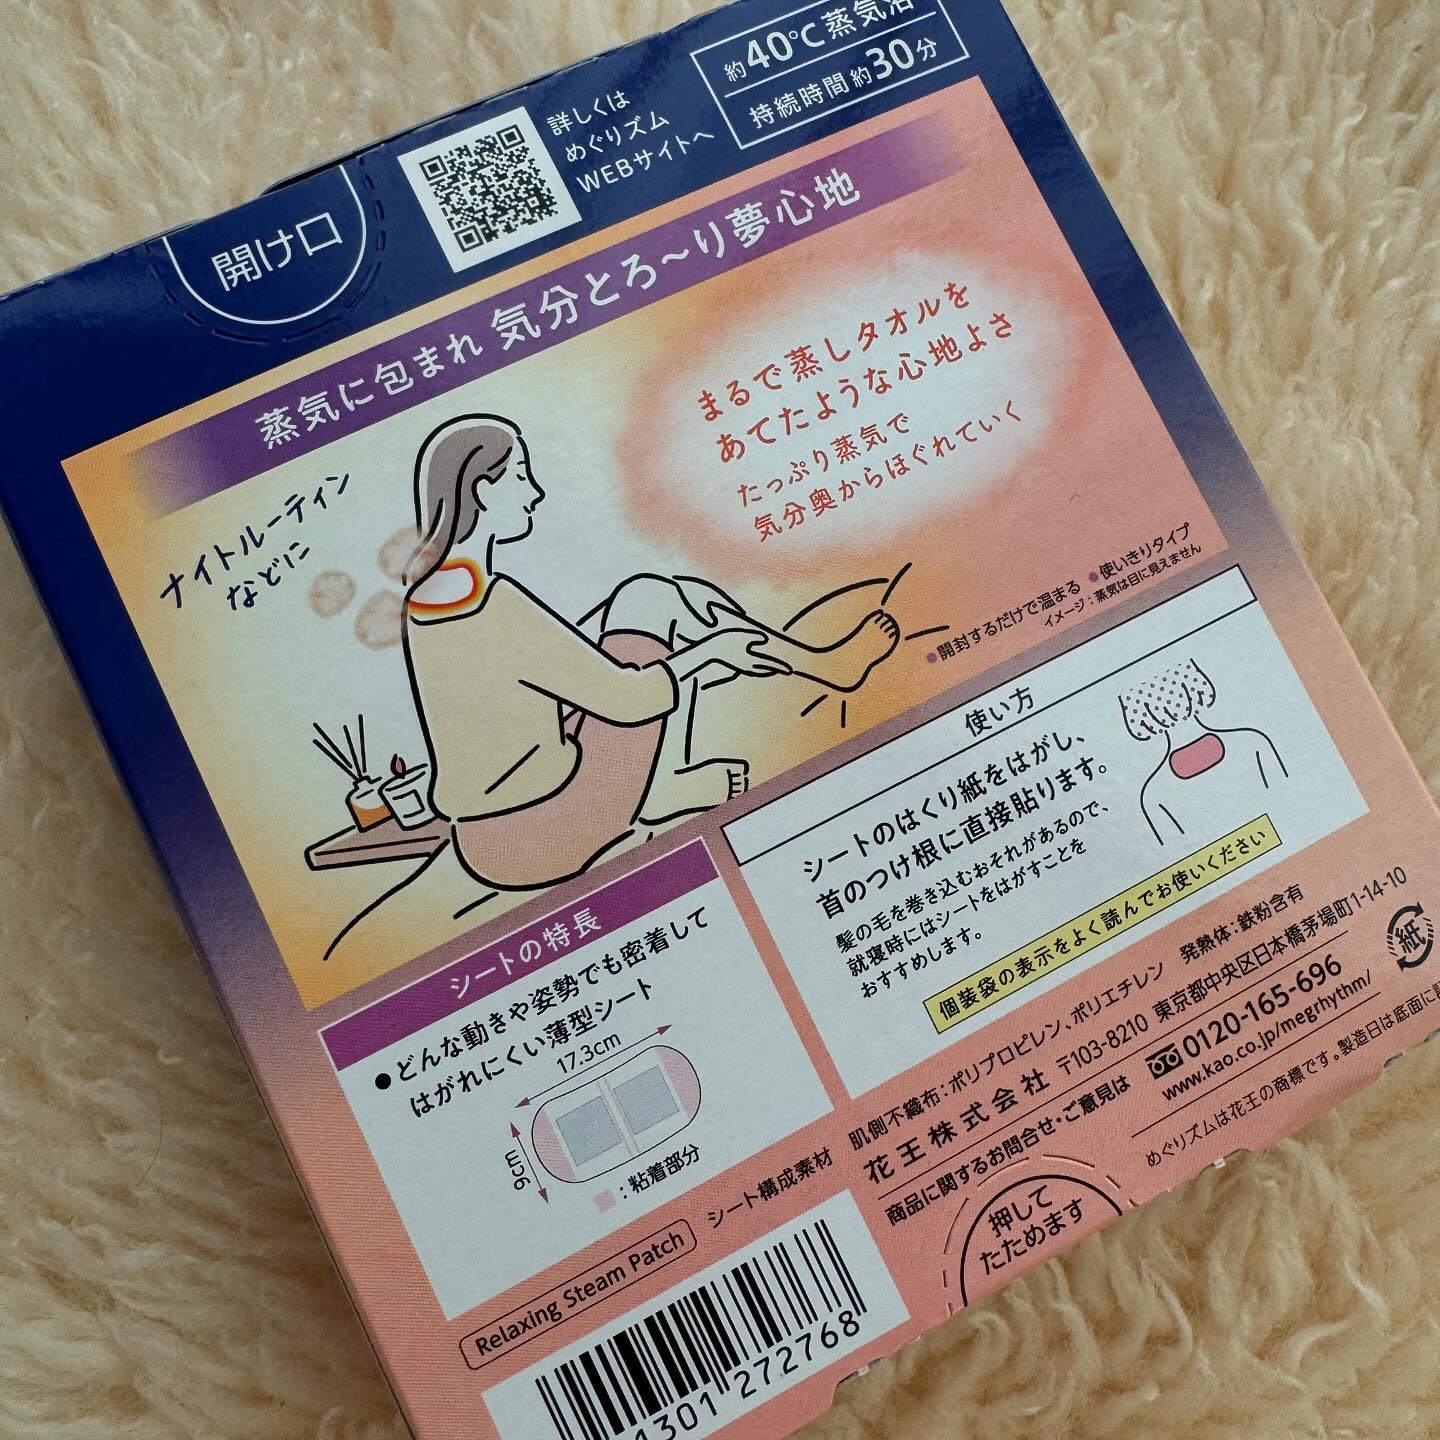 約40℃蒸気浴
持続時間約30分
詳しくは
めぐりズム
WEBサイトへ
開け口
蒸気に包まれ 気分とろ～り夢心地
まるで蒸しタオルを
あてたような心地よさ
たっぷり蒸気で
気分奥からほぐれていく
ナイトルーティン
などに
●開封するだけで温まる ●使いきりタイプ
イメージ：蒸気は目に見えません
使い方
シートのはくり紙をはがし、
首のつけ根に直接貼ります。
髪の毛を巻き込むおそれがあるので、
就寝時にはシートをはがすことを
おすすめします。
個装袋の表示をよく読んでお使いください
シートの特長
●どんな動きや姿勢でも密着して
はがれにくい薄型シート
17.3cm
9cm
：粘着部分
シート構成素材 肌側不織布：ポリプロピレン、ポリエチレン 発熱体：鉄粉含有
花王株式会社 〒103-8210 東京都中央区日本橋茅場町1-14-10
商品に関するお問合せ・ご意見は 0120-165-696
www.kao.co.jp/megrhythm/
めぐりズムは花王の商標です。製造日は底面に
紙
押して
たためます
Relaxing Steam Patch
1301 272768